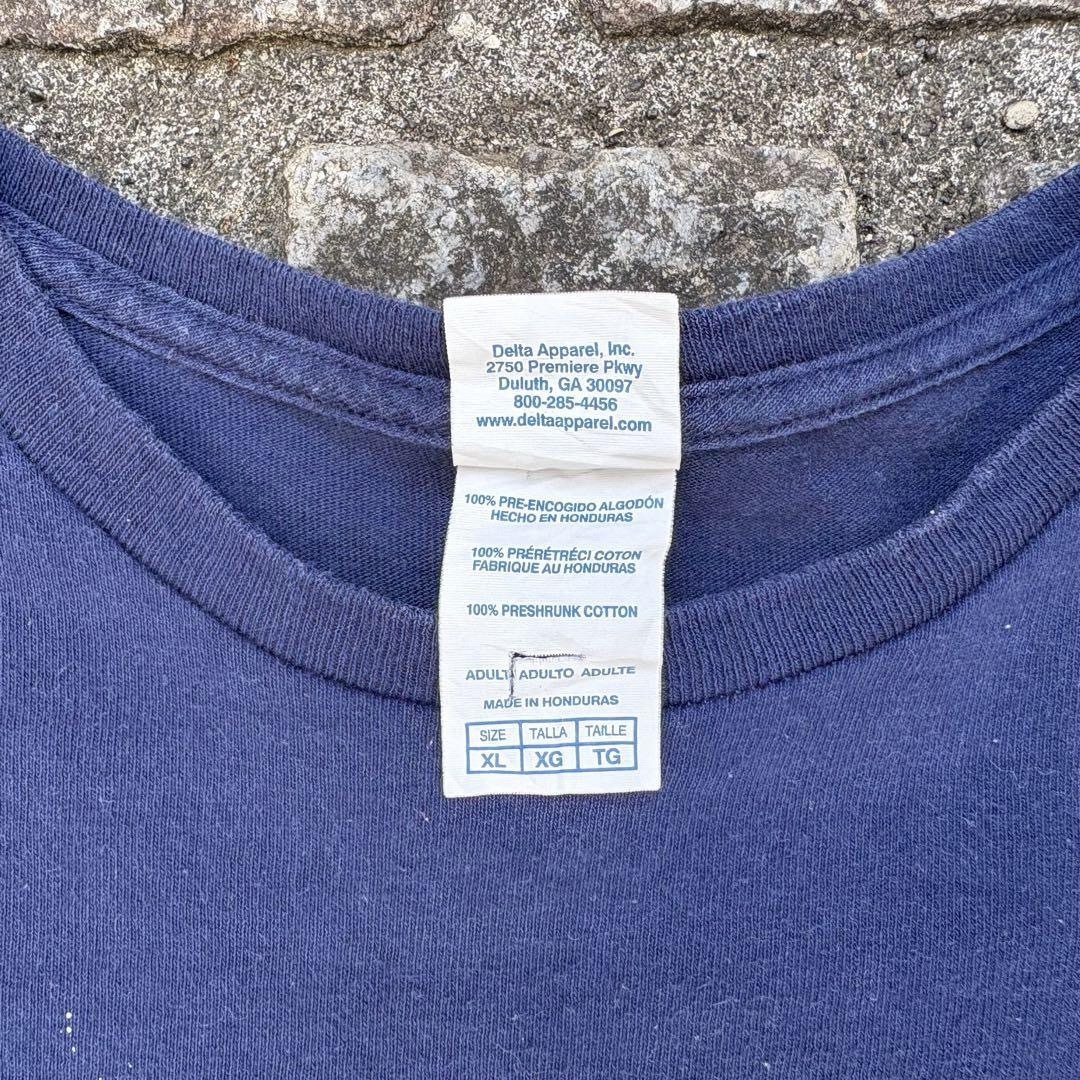 Delta Apparel, Inc.
2750 Premiere Pkwy
Duluth, GA 30097
800-285-4456
www.deltaapparel.com
100% PRE-ENCOGIDO ALGODÓN
HECHO EN HONDURAS
100% PRÉRÉTRÉCI COTON
FABRIQUE AU HONDURAS
100% PRESHRUNK COTTON
ADULT ADULTO ADULTE
MADE IN HONDURAS
SIZE TALLA TAILLE
XL XG TG